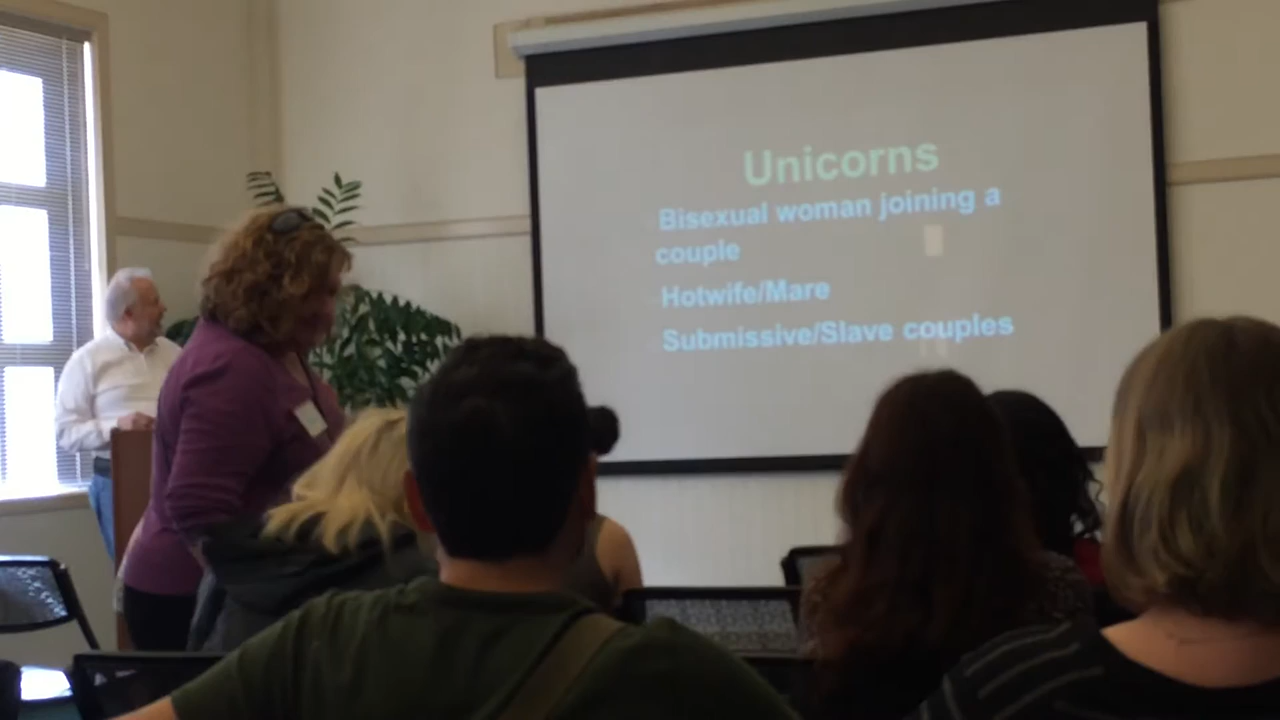 Unicorns
Bisexual woman joining a
couple
Hotwife/Mare
Submissive/Slave couples